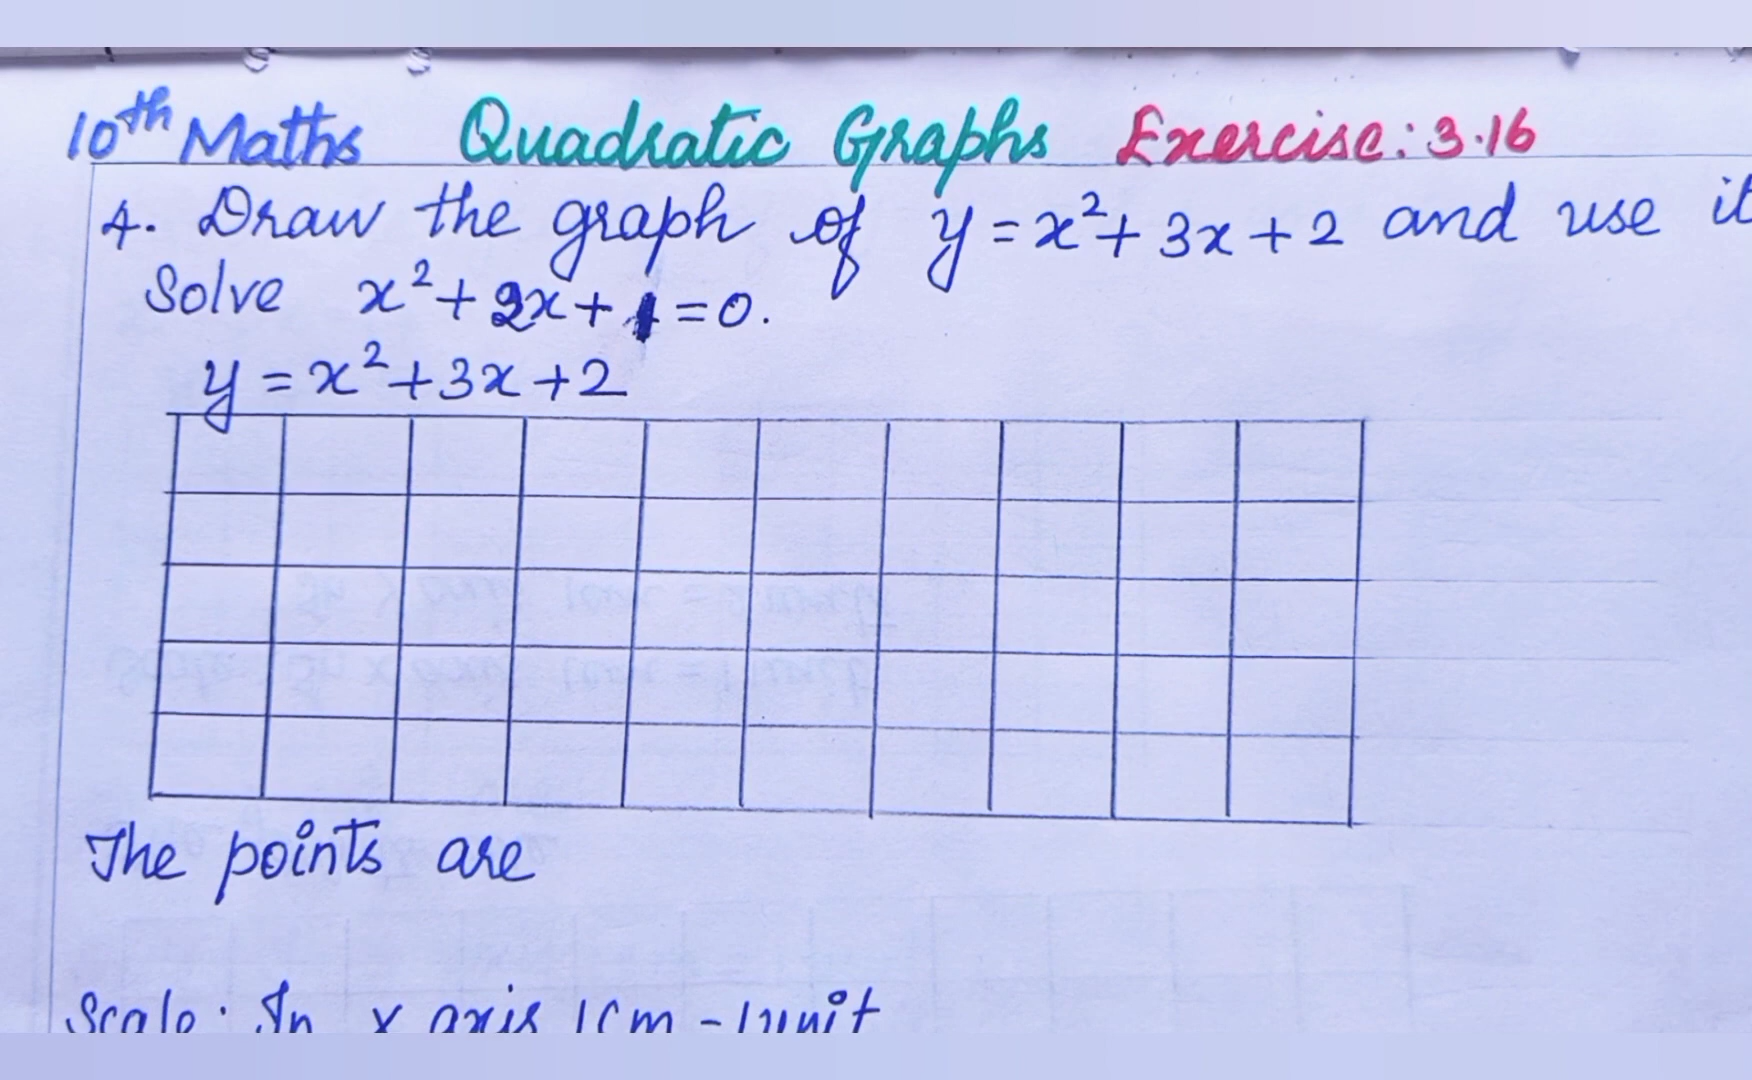 10th Maths Quadratic Graphs Exercise: 3.16
4. Draw the graph of y = x² + 3x + 2 and use it
Solve x² + 2x + 1 = 0.
y = x² + 3x + 2
The points are
Scale: In x axis 1cm - 1unit